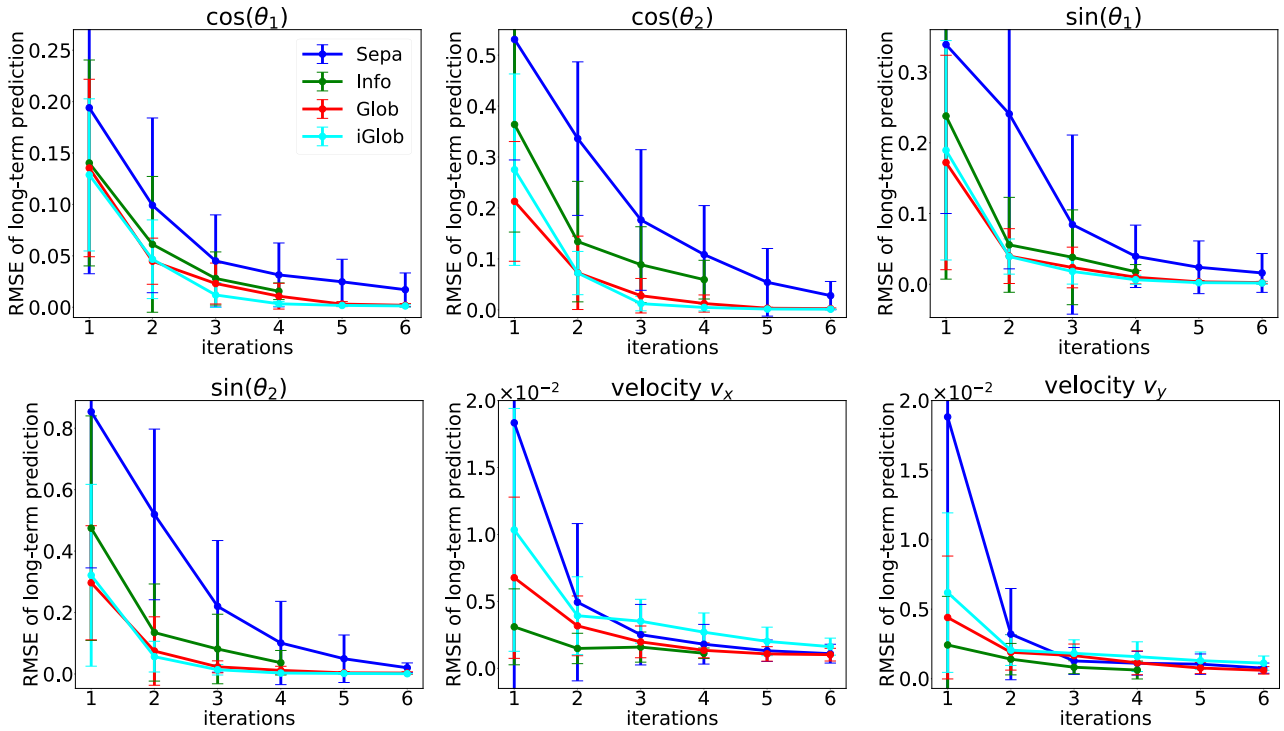 cos(θ₁)
RMSE of long-term prediction
0.25
0.20
0.15
0.10
0.05
0.00
Sepa
Info
Glob
iGlob
1 2 3 4 5 6
iterations
cos(θ₂)
RMSE of long-term prediction
0.5
0.4
0.3
0.2
0.1
0.0
1 2 3 4 5 6
iterations
sin(θ₁)
RMSE of long-term prediction
0.3
0.2
0.1
0.0
1 2 3 4 5 6
iterations
sin(θ₂)
RMSE of long-term prediction
0.8
0.6
0.4
0.2
0.0
1 2 3 4 5 6
iterations
velocity vₓ
×10⁻²
RMSE of long-term prediction
2.0
1.5
1.0
0.5
0.0
1 2 3 4 5 6
iterations
velocity v_y
×10⁻²
RMSE of long-term prediction
2.0
1.5
1.0
0.5
0.0
1 2 3 4 5 6
iterations